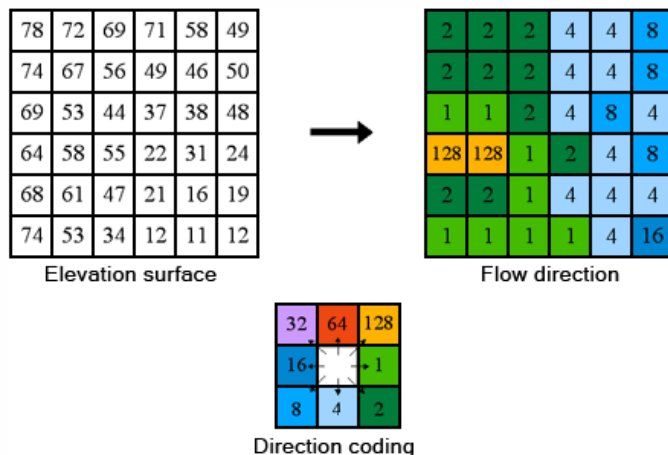 78 72 69 71 58 49 2 2 2 4 4 8
74 67 56 49 46 50 2 2 2 4 4 8
69 53 44 37 38 48 1 1 2 4 8 4
64 58 55 22 31 24 128 128 1 2 4 8
68 61 47 21 16 19 2 2 1 4 4 4
74 53 34 12 11 12 1 1 1 1 4 16
Elevation surface Flow direction
32 64 128
16 1
8 4 2
Direction coding